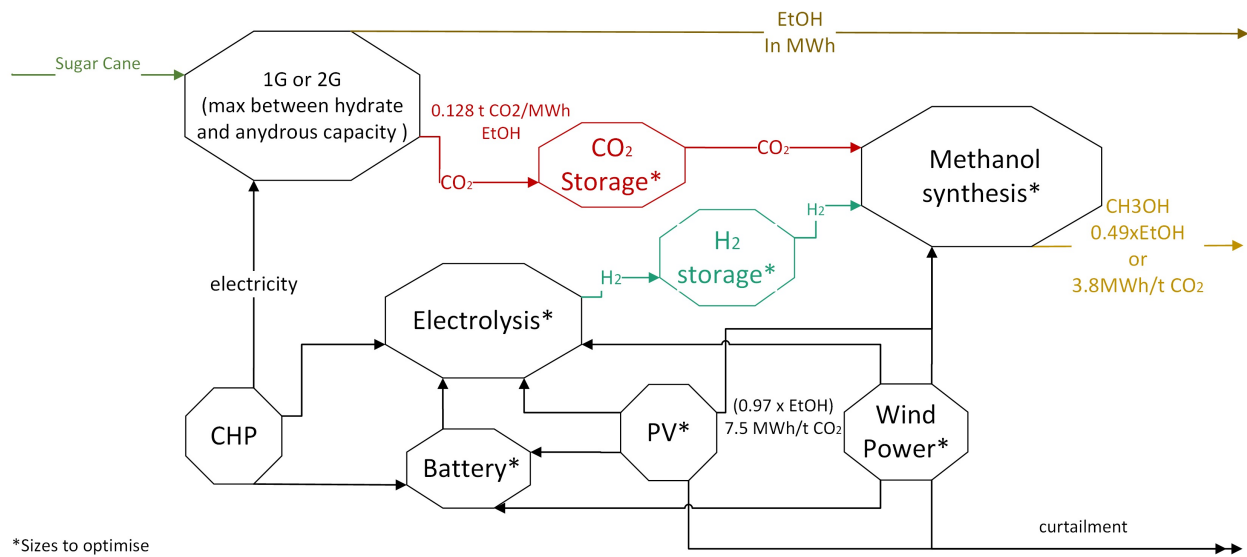 EtOH
In MWh
Sugar Cane
1G or 2G
(max between hydrate
and anydrous capacity )
0.128 t CO2/MWh
EtOH
CO2
CO2
Storage*
CO2
Methanol
synthesis*
H2
H2
storage*
CH3OH
0.49xEtOH
or
3.8MWh/t CO2
electricity
H2
Electrolysis*
CHP
Battery*
PV*
(0.97 x EtOH)
7.5 MWh/t CO2
Wind
Power*
curtailment
*Sizes to optimise